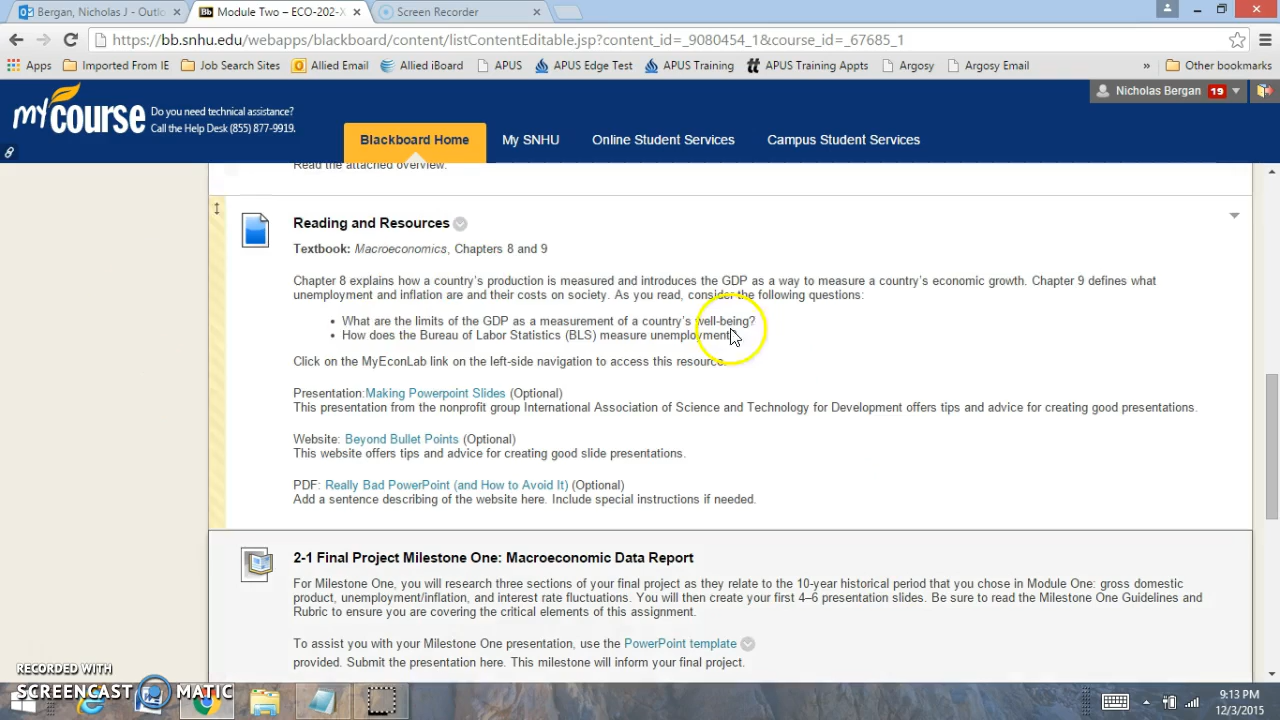 Bergan, Nicholas J - Outlo
Bb Module Two – ECO-202-X
Screen Recorder
https://bb.snhu.edu/webapps/blackboard/content/listContentEditable.jsp?content_id=_9080454_1&course_id=_67685_1
Apps Imported From IE Job Search Sites Allied Email Allied iBoard APUS APUS Edge Test APUS Training APUS Training Appts Argosy Argosy Email » Other bookmarks
Nicholas Bergan 19
mycourse
Do you need technical assistance?
Call the Help Desk (855) 877-9919.
Blackboard Home My SNHU Online Student Services Campus Student Services
Read the attached overview.
Reading and Resources
Textbook: Macroeconomics, Chapters 8 and 9
Chapter 8 explains how a country's production is measured and introduces the GDP as a way to measure a country's economic growth. Chapter 9 defines what
unemployment and inflation are and their costs on society. As you read, consider the following questions:
• What are the limits of the GDP as a measurement of a country's well-being?
• How does the Bureau of Labor Statistics (BLS) measure unemployment
Click on the MyEconLab link on the left-side navigation to access this resource.
Presentation:Making Powerpoint Slides (Optional)
This presentation from the nonprofit group International Association of Science and Technology for Development offers tips and advice for creating good presentations.
Website: Beyond Bullet Points (Optional)
This website offers tips and advice for creating good slide presentations.
PDF: Really Bad PowerPoint (and How to Avoid It) (Optional)
Add a sentence describing of the website here. Include special instructions if needed.
2-1 Final Project Milestone One: Macroeconomic Data Report
For Milestone One, you will research three sections of your final project as they relate to the 10-year historical period that you chose in Module One: gross domestic
product, unemployment/inflation, and interest rate fluctuations. You will then create your first 4–6 presentation slides. Be sure to read the Milestone One Guidelines and
Rubric to ensure you are covering the critical elements of this assignment.
To assist you with your Milestone One presentation, use the PowerPoint template
provided. Submit the presentation here. This milestone will inform your final project.
RECORDED WITH
SCREENCAST MATIC
9:13 PM
12/3/2015